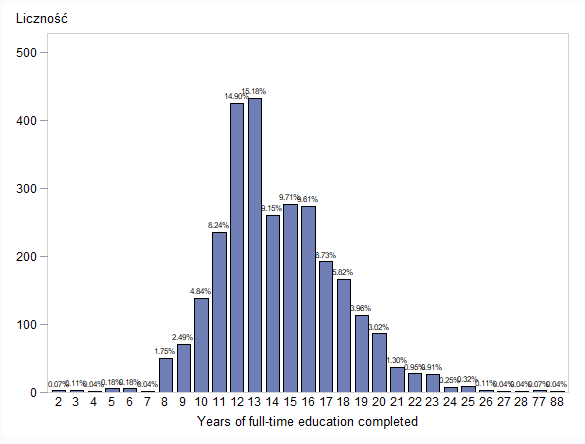 Liczność
500
400
300
200
100
0
0.07% 0.11% 0.04% 0.18% 0.18% 0.04% 1.75% 2.49% 4.84% 8.24% 14.90% 15.18% 9.15% 9.71% 9.61% 6.73% 5.82% 3.96% 3.02% 1.30% 0.95% 0.91% 0.25% 0.32% 0.11% 0.04% 0.04% 0.07% 0.04%
2 3 4 5 6 7 8 9 10 11 12 13 14 15 16 17 18 19 20 21 22 23 24 25 26 27 28 77 88
Years of full-time education completed